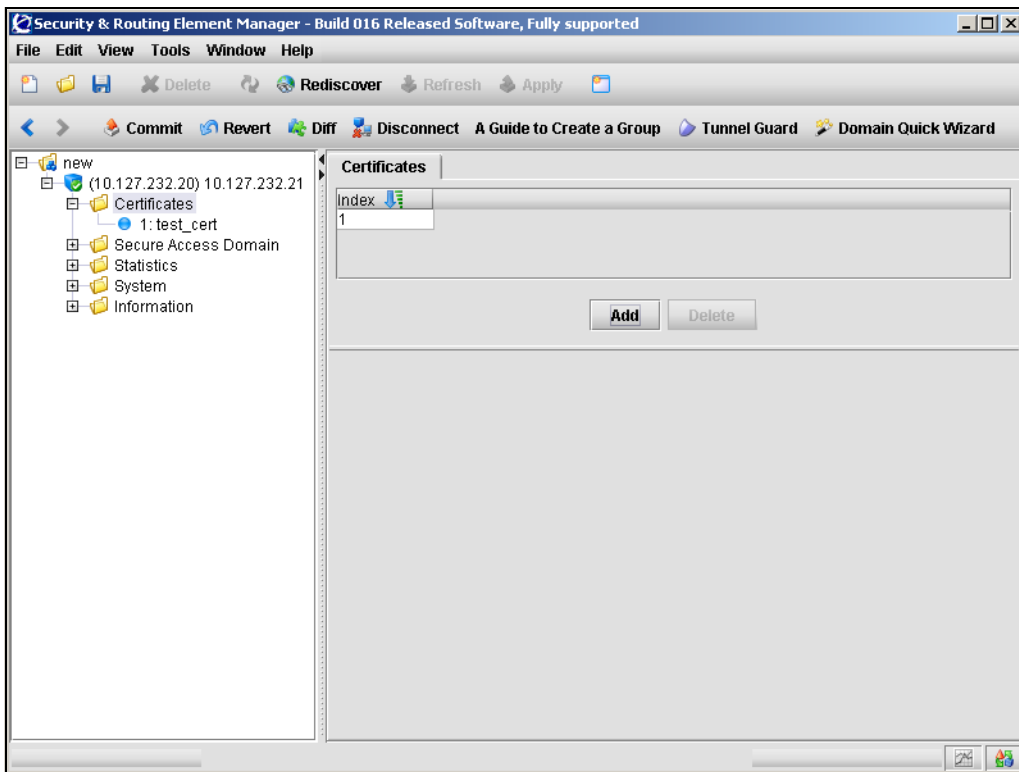 Security & Routing Element Manager - Build 016 Released Software, Fully supported
File Edit View Tools Window Help
Delete Rediscover Refresh Apply
Commit Revert Diff Disconnect A Guide to Create a Group Tunnel Guard Domain Quick Wizard
new
(10.127.232.20) 10.127.232.21
Certificates
1: test_cert
Secure Access Domain
Statistics
System
Information
Certificates
Index
1
Add Delete